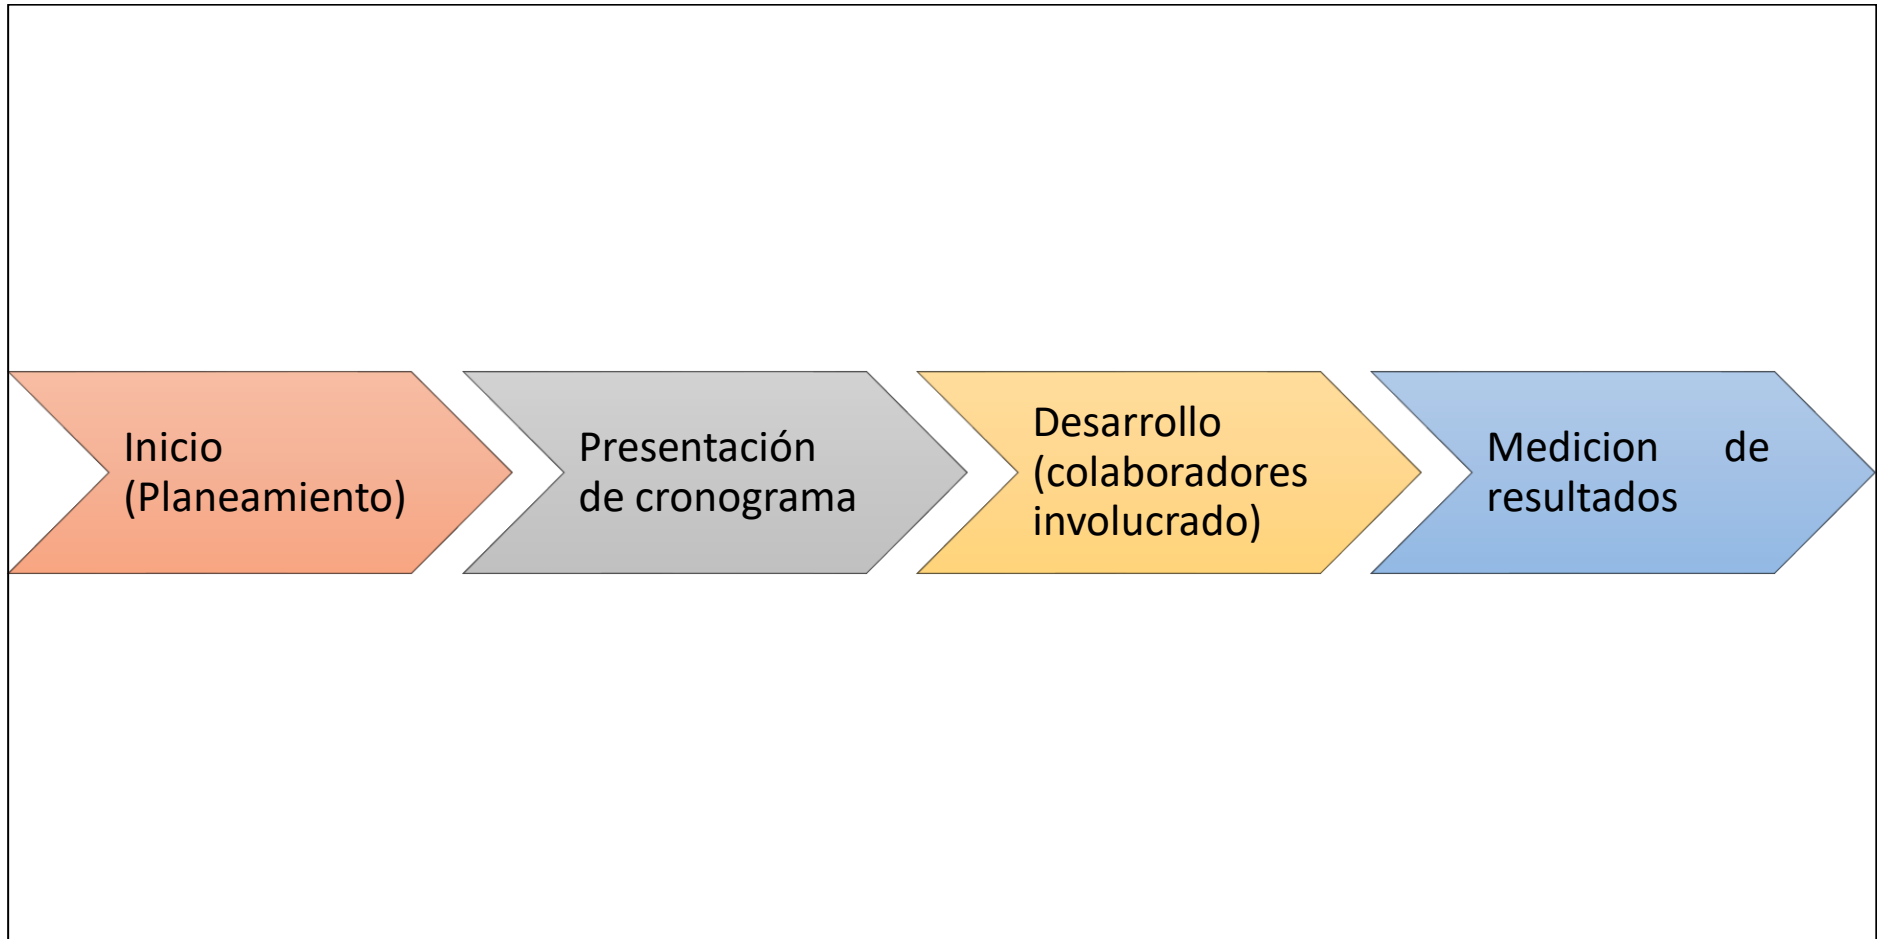 Inicio
(Planeamiento)
Presentación
de cronograma
Desarrollo
(colaboradores
involucrado)
Medicion de
resultados